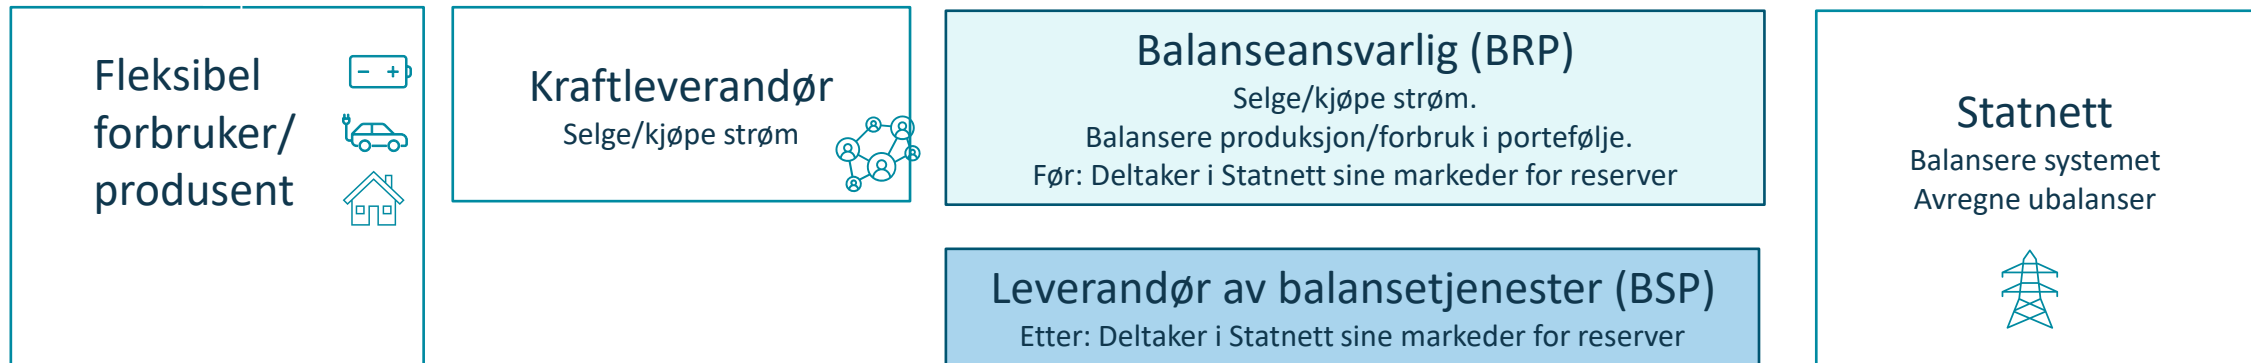 Fleksibel
forbruker/
produsent
Kraftleverandør
Selge/kjøpe strøm
Balanseansvarlig (BRP)
Selge/kjøpe strøm.
Balansere produksjon/forbruk i portefølje.
Før: Deltaker i Statnett sine markeder for reserver
Leverandør av balansetjenester (BSP)
Etter: Deltaker i Statnett sine markeder for reserver
Statnett
Balansere systemet
Avregne ubalanser